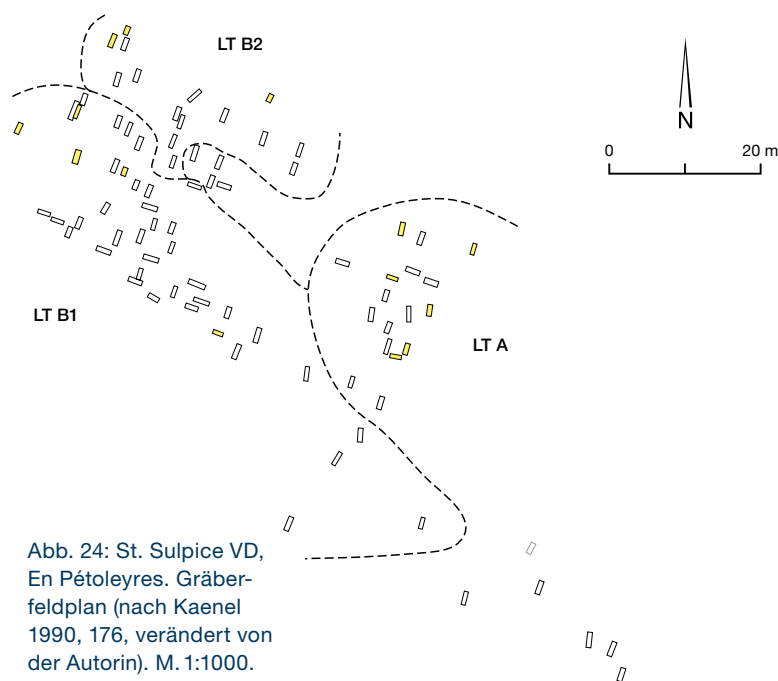 LT B2
N
0 20 m
LT B1
LT A
Abb. 24: St. Sulpice VD,
En Pétoleyres. Gräber-
feldplan (nach Kaenel
1990, 176, verändert von
der Autorin). M. 1:1000.